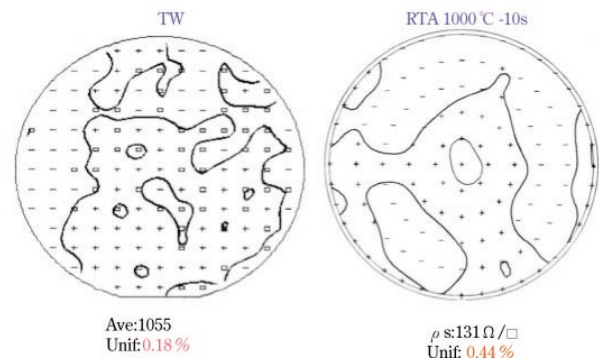 TW
RTA 1000 ℃ -10s
Ave:1055
Unif: 0.18 %
ρ s:131 Ω /□
Unif: 0.44 %